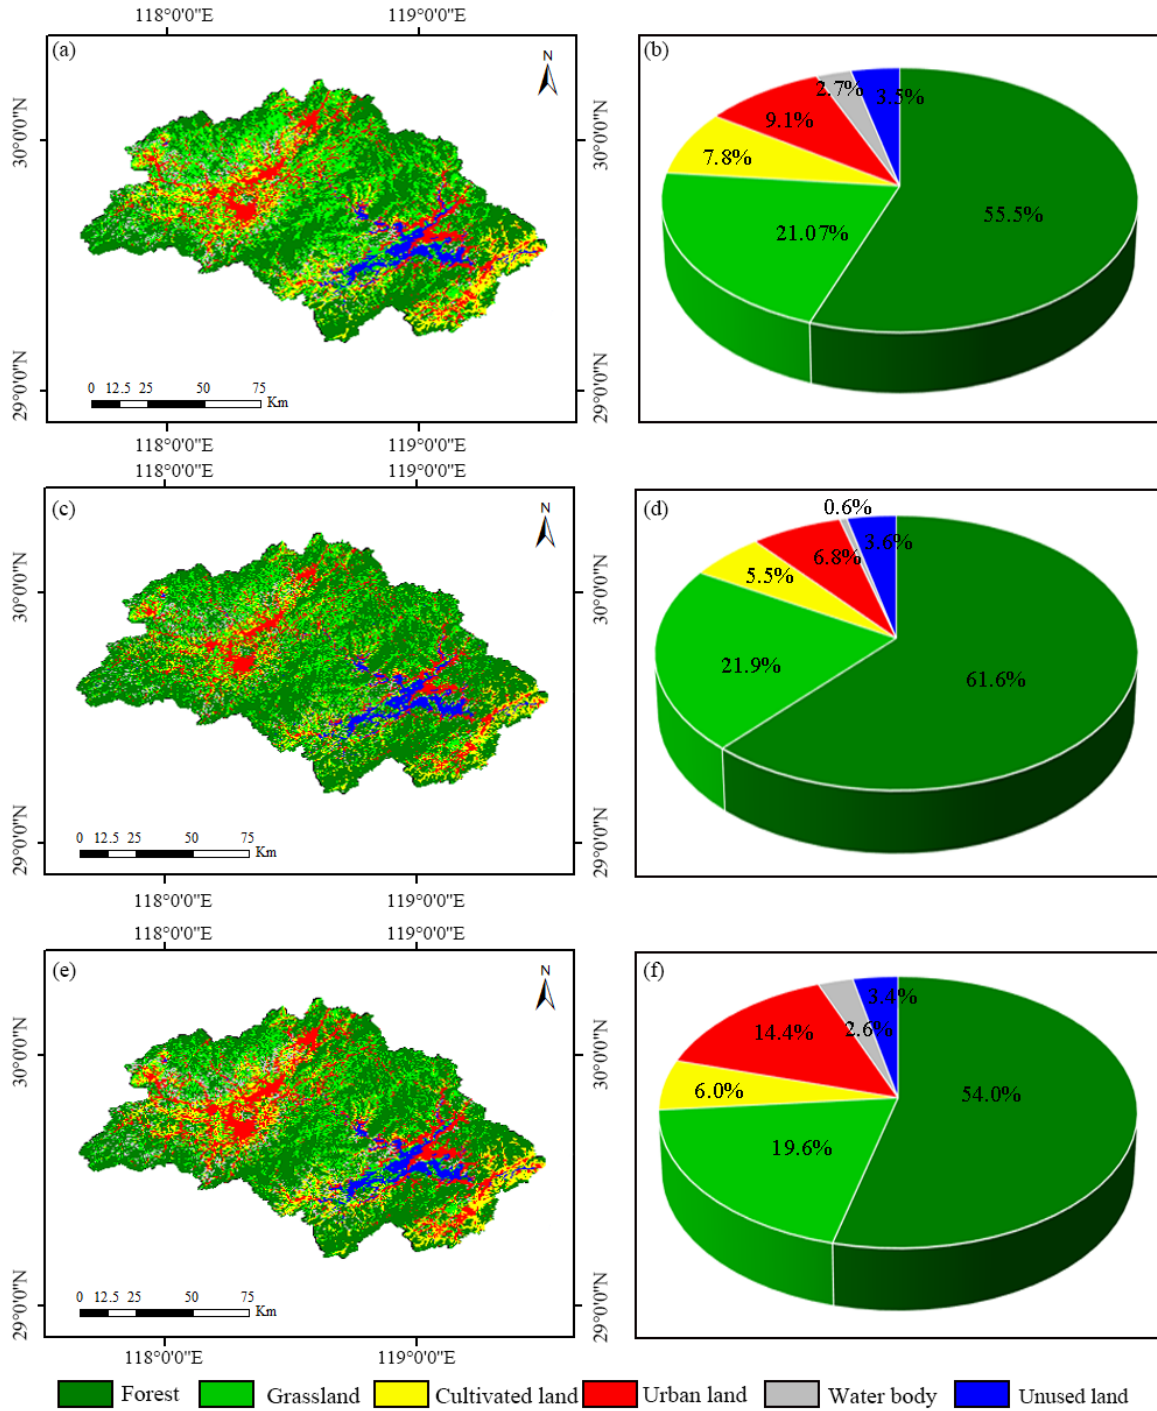 118°0'0"E 119°0'0"E
(a) N (b)
30°0'0"N 30°0'0"N
2.7% 3.5%
9.1%
7.8%
55.5%
21.07%
29°0'0"N 29°0'0"N
0 12.5 25 50 75
Km
118°0'0"E 119°0'0"E
118°0'0"E 119°0'0"E
(c) N (d)
0.6%
3.6%
6.8%
5.5%
30°0'0"N 30°0'0"N
21.9%
61.6%
29°0'0"N 29°0'0"N
0 12.5 25 50 75
Km
118°0'0"E 119°0'0"E
118°0'0"E 119°0'0"E
(e) N (f)
3.4%
14.4% 2.6%
30°0'0"N 30°0'0"N
6.0% 54.0%
19.6%
29°0'0"N 29°0'0"N
0 12.5 25 50 75
Km
118°0'0"E 119°0'0"E
Forest Grassland Cultivated land Urban land Water body Unused land